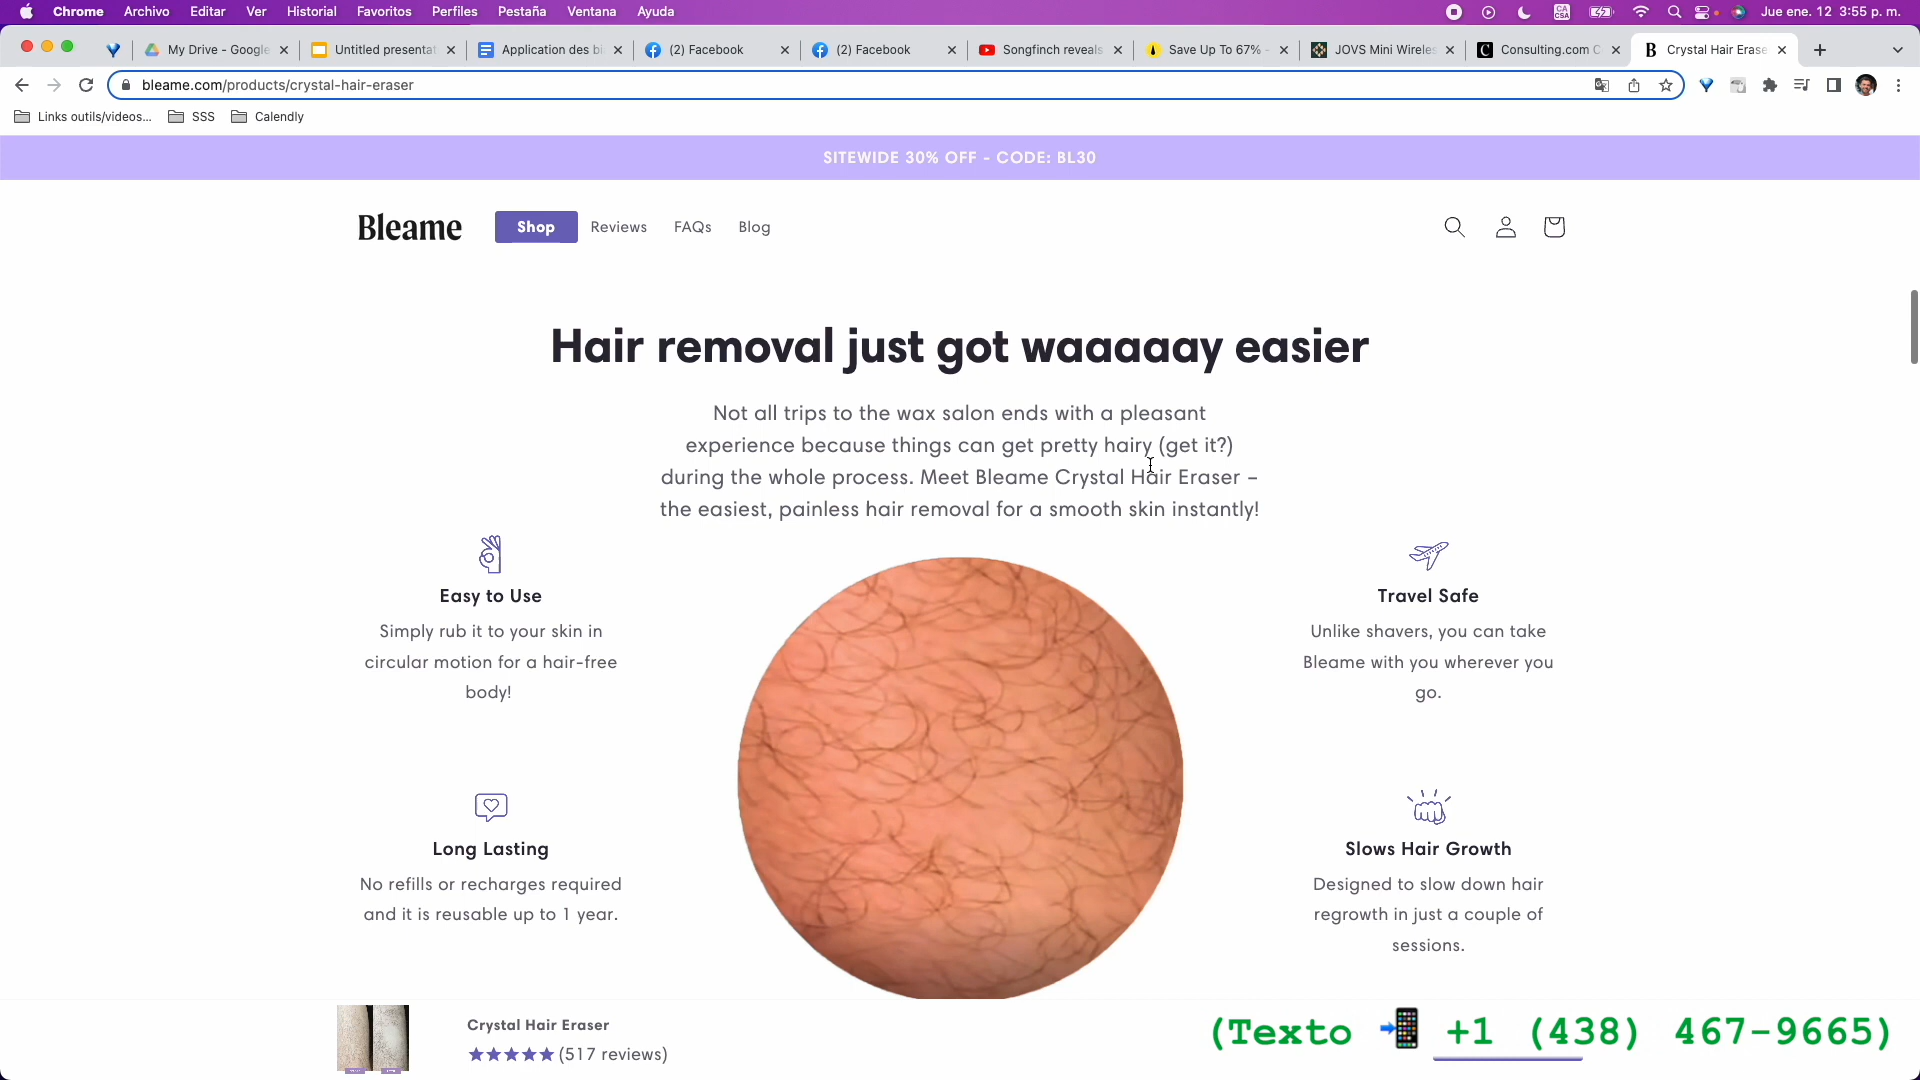 Chrome Archivo Editar Ver Historial Favoritos Perfiles Pestaña Ventana Ayuda
CA
CSA
Jue ene. 12 3:55 p. m.
My Drive - Google
Untitled presentat
Application des bi
(2) Facebook
(2) Facebook
Songfinch reveals
Save Up To 67% -
JOVS Mini Wireles
Consulting.com C
Crystal Hair Erase
bleame.com/products/crystal-hair-eraser
Links outils/videos...
SSS
Calendly
SITEWIDE 30% OFF - CODE: BL30
Bleame
Shop
Reviews
FAQs
Blog
Hair removal just got waaaaay easier
Not all trips to the wax salon ends with a pleasant
experience because things can get pretty hairy (get it?)
during the whole process. Meet Bleame Crystal Hair Eraser –
the easiest, painless hair removal for a smooth skin instantly!
Easy to Use
Simply rub it to your skin in
circular motion for a hair-free
body!
Travel Safe
Unlike shavers, you can take
Bleame with you wherever you
go.
Long Lasting
No refills or recharges required
and it is reusable up to 1 year.
Slows Hair Growth
Designed to slow down hair
regrowth in just a couple of
sessions.
Crystal Hair Eraser
★★★★★ (517 reviews)
(Texto 📲 +1 (438) 467-9665)